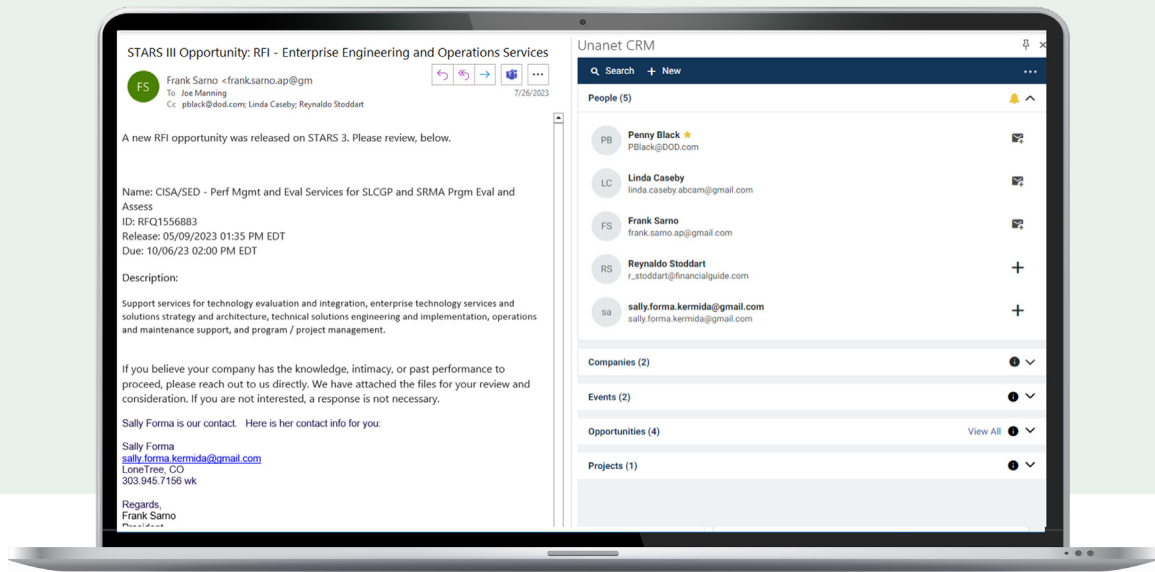 STARS III Opportunity: RFI - Enterprise Engineering and Operations Services
FS
Frank Sarno <frank.sarno.ap@gm
To Joe Manning
Cc pblack@dod.com; Linda Caseby; Reynaldo Stoddart
7/26/2023
A new RFI opportunity was released on STARS 3. Please review, below.
Name: CISA/SED - Perf Mgmt and Eval Services for SLCGP and SRMA Prgm Eval and
Assess
ID: RFQ1556883
Release: 05/09/2023 01:35 PM EDT
Due: 10/06/23 02:00 PM EDT
Description:
Support services for technology evaluation and integration, enterprise technology services and
solutions strategy and architecture, technical solutions engineering and implementation, operations
and maintenance support, and program / project management.
If you believe your company has the knowledge, intimacy, or past performance to
proceed, please reach out to us directly. We have attached the files for your review and
consideration. If you are not interested, a response is not necessary.
Sally Forma is our contact. Here is her contact info for you:
Sally Forma
sally.forma.kermida@gmail.com
LoneTree, CO
303.945.7156 wk
Regards,
Frank Sarno
Unanet CRM
Search + New
People (5)
PB
Penny Black
PBlack@DOD.com
LC
Linda Caseby
linda.caseby.abcam@gmail.com
FS
Frank Sarno
frank.sarno.ap@gmail.com
RS
Reynaldo Stoddart
r_stoddart@financialguide.com
sa
sally.forma.kermida@gmail.com
sally.forma.kermida@gmail.com
Companies (2)
Events (2)
Opportunities (4)
View All
Projects (1)